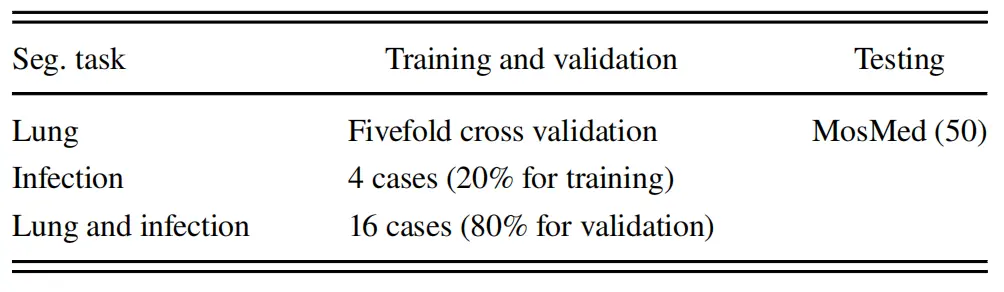 Seg. task Training and validation Testing
Lung Fivefold cross validation MosMed (50)
Infection 4 cases (20% for training)
Lung and infection 16 cases (80% for validation)